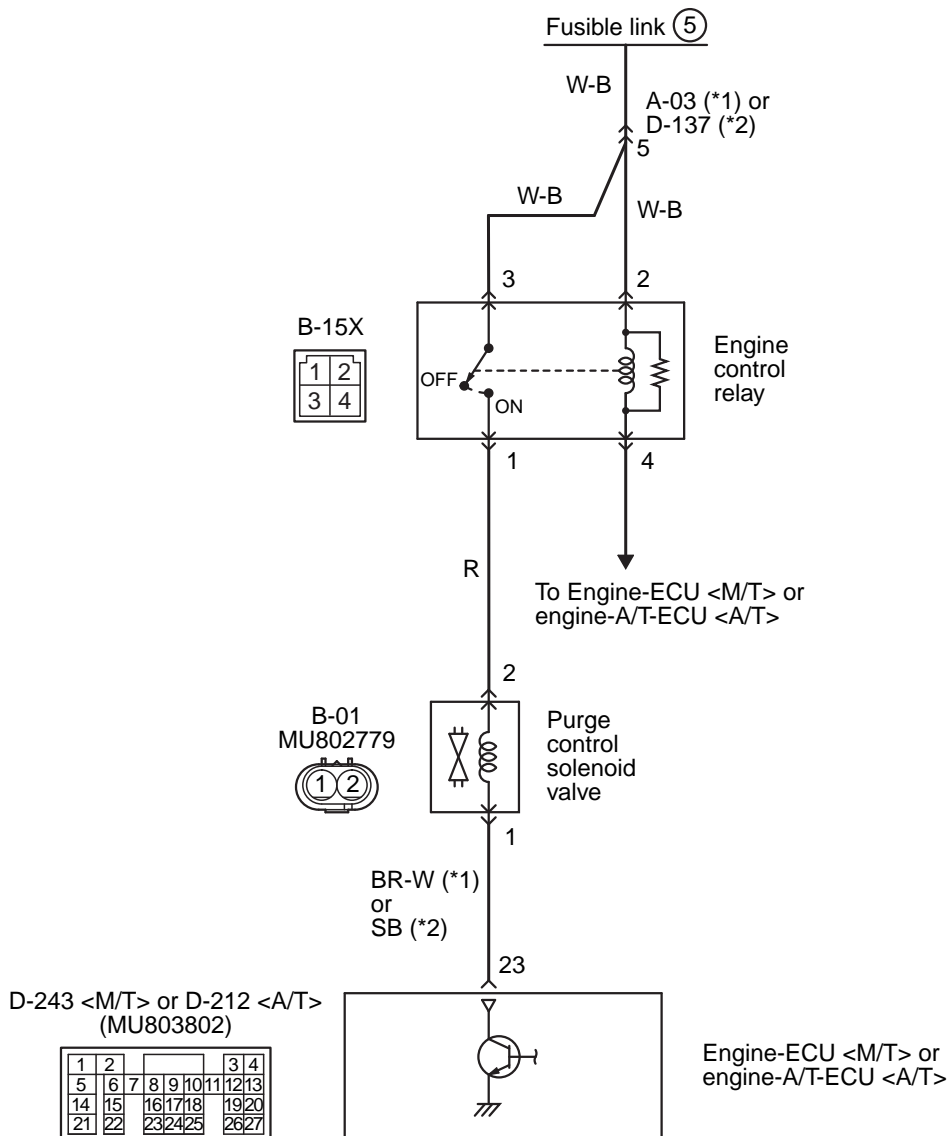 Fusible link 5
W-B
A-03 (*1) or
D-137 (*2)
5
W-B
W-B
3
2
B-15X
1 2
3 4
OFF
ON
Engine
control
relay
1
4
R
To Engine-ECU <M/T> or
engine-A/T-ECU <A/T>
2
B-01
MU802779
1 2
Purge
control
solenoid
valve
1
BR-W (*1)
or
SB (*2)
23
D-243 <M/T> or D-212 <A/T>
(MU803802)
1 2 3 4
5 6 7 8 9 10 11 12 13
14 15 16 17 18 19 20
21 22 23 24 25 26 27
Engine-ECU <M/T> or
engine-A/T-ECU <A/T>